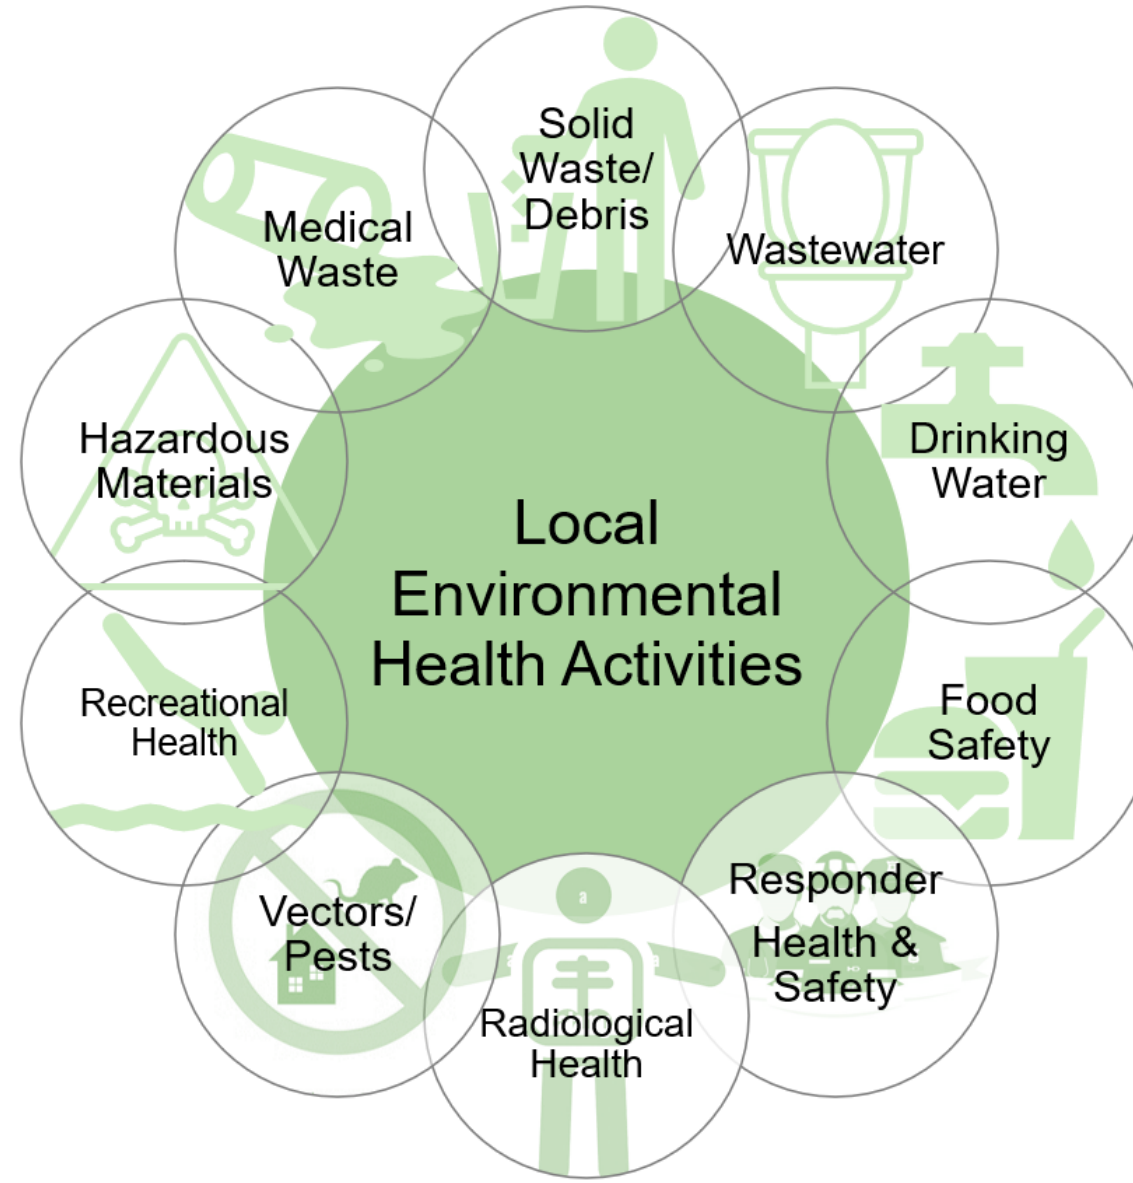 Solid
Waste/
Debris
Wastewater
Drinking
Water
Food
Safety
Responder
Health &
Safety
Radiological
Health
Vectors/
Pests
Recreational
Health
Hazardous
Materials
Medical
Waste
Local
Environmental
Health Activities
a
a
a